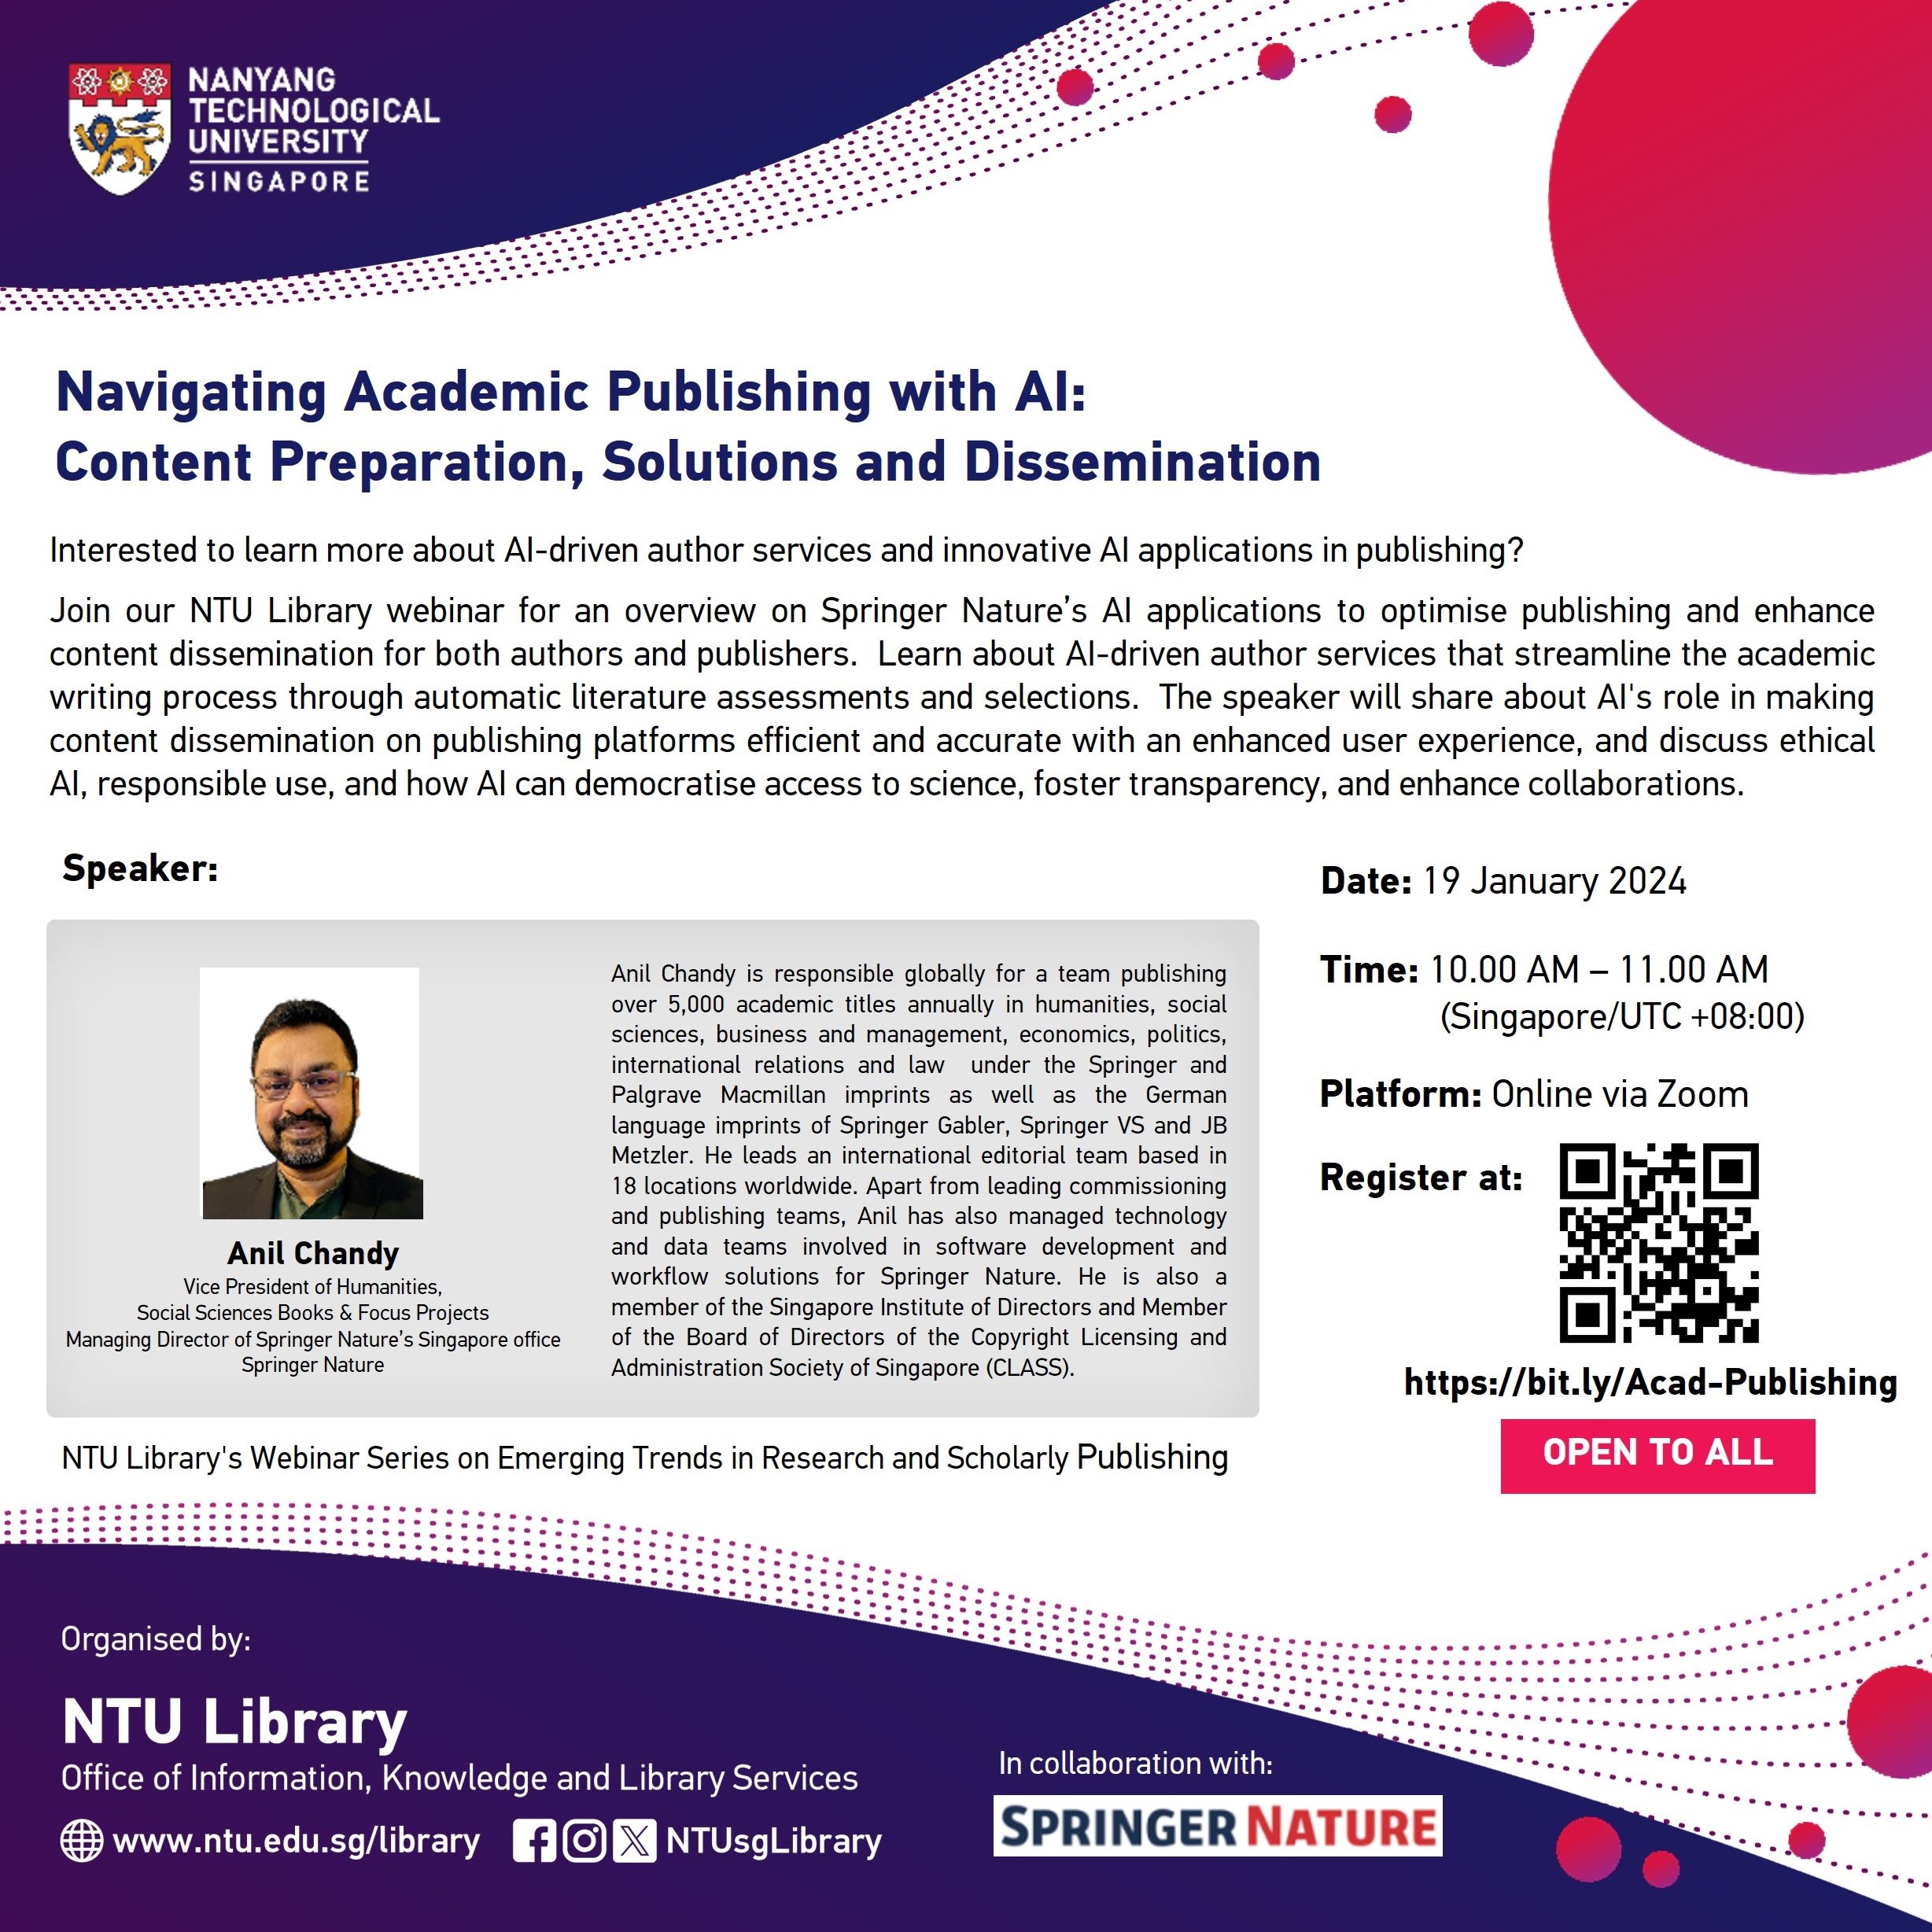 NANYANG
TECHNOLOGICAL
UNIVERSITY
SINGAPORE
Navigating Academic Publishing with AI:
Content Preparation, Solutions and Dissemination
Interested to learn more about AI-driven author services and innovative AI applications in publishing?
Join our NTU Library webinar for an overview on Springer Nature’s AI applications to optimise publishing and enhance
content dissemination for both authors and publishers.  Learn about AI-driven author services that streamline the academic
writing process through automatic literature assessments and selections.  The speaker will share about AI's role in making
content dissemination on publishing platforms efficient and accurate with an enhanced user experience, and discuss ethical
AI, responsible use, and how AI can democratise access to science, foster transparency, and enhance collaborations.
Speaker:
Anil Chandy
Vice President of Humanities,
Social Sciences Books & Focus Projects
Managing Director of Springer Nature’s Singapore office
Springer Nature
Anil Chandy is responsible globally for a team publishing
over 5,000 academic titles annually in humanities, social
sciences, business and management, economics, politics,
international relations and law  under the Springer and
Palgrave Macmillan imprints as well as the German
language imprints of Springer Gabler, Springer VS and JB
Metzler. He leads an international editorial team based in
18 locations worldwide. Apart from leading commissioning
and publishing teams, Anil has also managed technology
and data teams involved in software development and
workflow solutions for Springer Nature. He is also a
member of the Singapore Institute of Directors and Member
of the Board of Directors of the Copyright Licensing and
Administration Society of Singapore (CLASS).
Date: 19 January 2024
Time: 10.00 AM – 11.00 AM
(Singapore/UTC +08:00)
Platform: Online via Zoom
Register at:
https://bit.ly/Acad-Publishing
OPEN TO ALL
NTU Library's Webinar Series on Emerging Trends in Research and Scholarly Publishing
Organised by:
NTU Library
Office of Information, Knowledge and Library Services
www.ntu.edu.sg/library NTUsgLibrary
In collaboration with:
SPRINGER NATURE